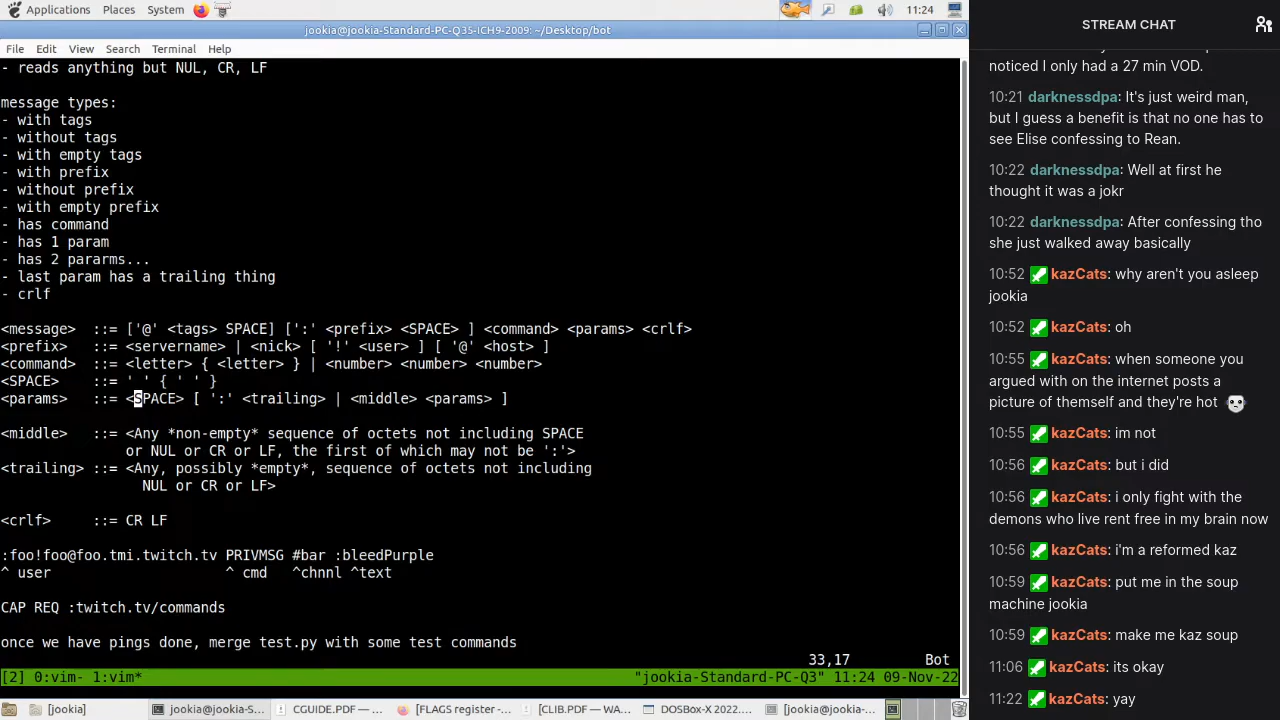 Applications Places System 11:24
jookia@jookia-Standard-PC-Q35-ICH9-2009: ~/Desktop/bot
File Edit View Search Terminal Help
- reads anything but NUL, CR, LF
message types:
- with tags
- without tags
- with empty tags
- with prefix
- without prefix
- with empty prefix
- has command
- has 1 param
- has 2 pararms...
- last param has a trailing thing
- crlf
<message>  ::= ['@' <tags> SPACE] [':' <prefix> <SPACE> ] <command> <params> <crlf>
<prefix>   ::= <servername> | <nick> [ '!' <user> ] [ '@' <host> ]
<command>  ::= <letter> { <letter> } | <number> <number> <number>
<SPACE>    ::= ' ' { ' ' }
<params>   ::= <SPACE> [ ':' <trailing> | <middle> <params> ]
<middle>   ::= <Any *non-empty* sequence of octets not including SPACE
or NUL or CR or LF, the first of which may not be ':'>
<trailing> ::= <Any, possibly *empty*, sequence of octets not including
NUL or CR or LF>
<crlf>     ::= CR LF
:foo!foo@foo.tmi.twitch.tv PRIVMSG #bar :bleedPurple
^ user                     ^ cmd   ^chnnl ^text
CAP REQ :twitch.tv/commands
once we have pings done, merge test.py with some test commands
33,17 Bot
[2] 0:vim- 1:vim* "jookia-Standard-PC-Q3" 11:24 09-Nov-22
[jookia] jookia@jookia-S... CGUIDE_3.PDF — ... [FLAGS register -... [CLIB.PDF — WA... DOSBox-X 2022.... [jookia@jookia-...
STREAM CHAT
noticed I only had a 27 min VOD.
10:21 darknessdpa: It's just weird man,
but I guess a benefit is that no one has to
see Elise confessing to Rean.
10:22 darknessdpa: Well at first he
thought it was a jokr
10:22 darknessdpa: After confessing tho
she just walked away basically
10:52 kazCats: why aren't you asleep
jookia
10:52 kazCats: oh
10:55 kazCats: when someone you
argued with on the internet posts a
picture of themself and they're hot
10:55 kazCats: im not
10:56 kazCats: but i did
10:56 kazCats: i only fight with the
demons who live rent free in my brain now
10:56 kazCats: i'm a reformed kaz
10:59 kazCats: put me in the soup
machine jookia
10:59 kazCats: make me kaz soup
11:06 kazCats: its okay
11:22 kazCats: yay